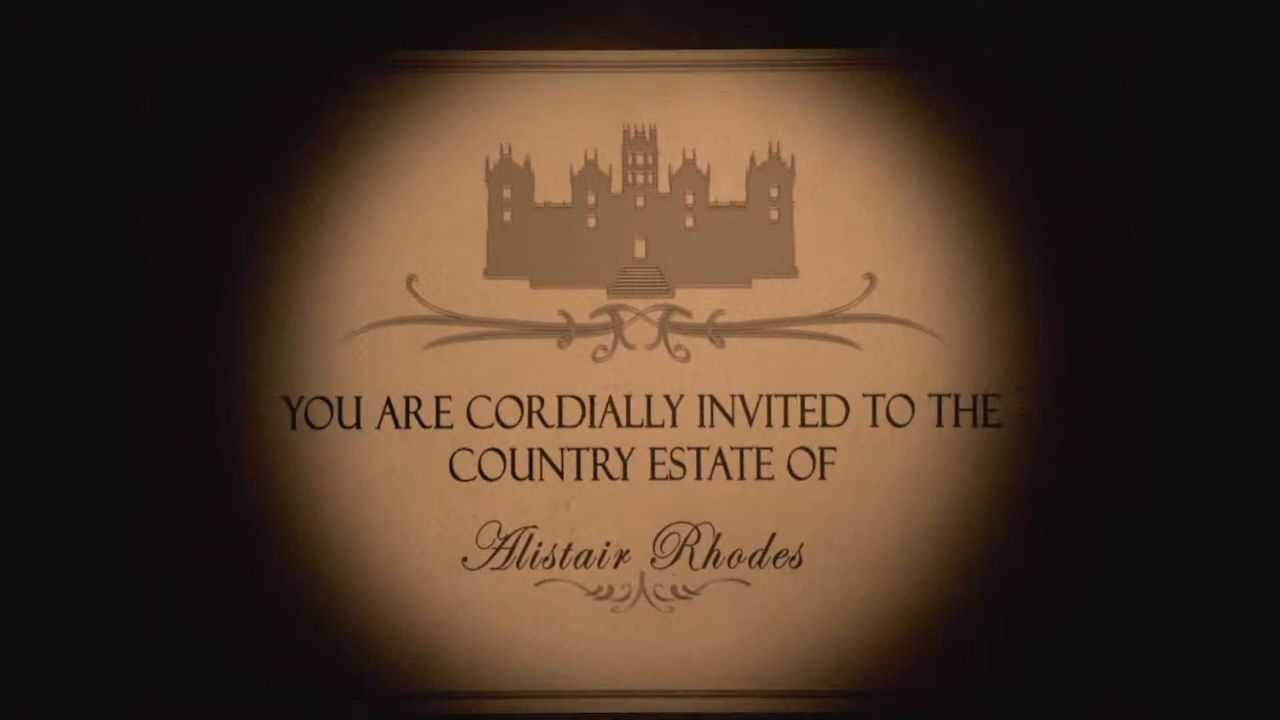 YOU ARE CORDIALLY INVITED TO THE
COUNTRY ESTATE OF
Alistair Rhodes